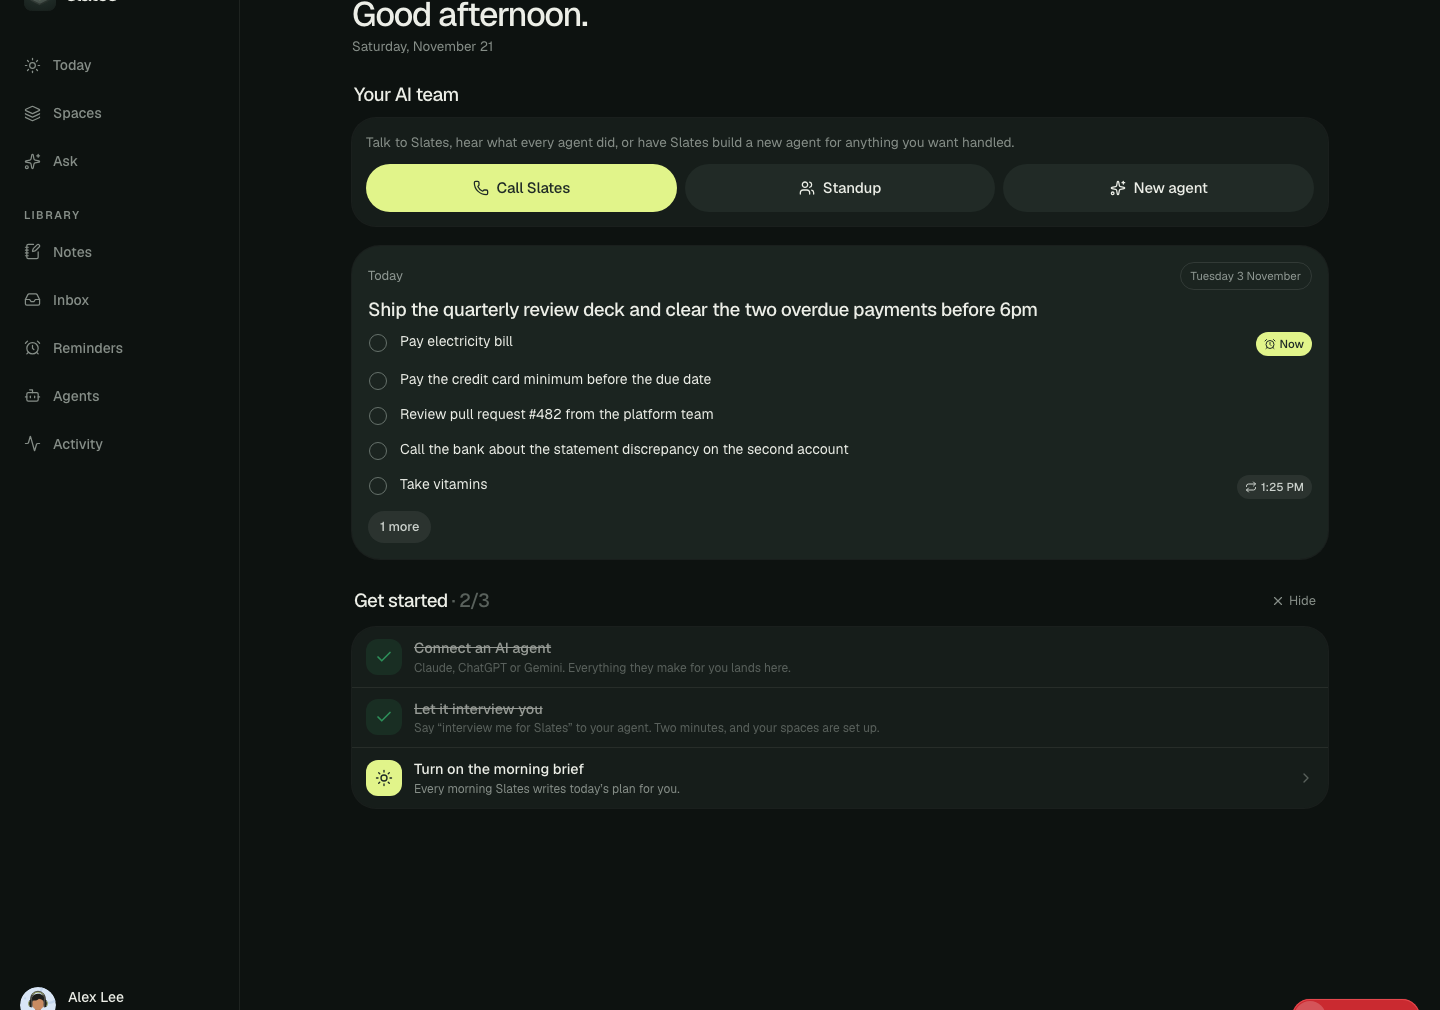 Good afternoon.
Saturday, November 21
Today
Spaces
Ask
LIBRARY
Notes
Inbox
Reminders
Agents
Activity
Alex Lee
Your AI team
Talk to Slates, hear what every agent did, or have Slates build a new agent for anything you want handled.
Call Slates
Standup
New agent
Today
Tuesday 3 November
Ship the quarterly review deck and clear the two overdue payments before 6pm
Pay electricity bill
Now
Pay the credit card minimum before the due date
Review pull request #482 from the platform team
Call the bank about the statement discrepancy on the second account
Take vitamins
1:25 PM
1 more
Get started · 2/3
Hide
Connect an AI agent
Claude, ChatGPT or Gemini. Everything they make for you lands here.
Let it interview you
Say “interview me for Slates” to your agent. Two minutes, and your spaces are set up.
Turn on the morning brief
Every morning Slates writes today’s plan for you.